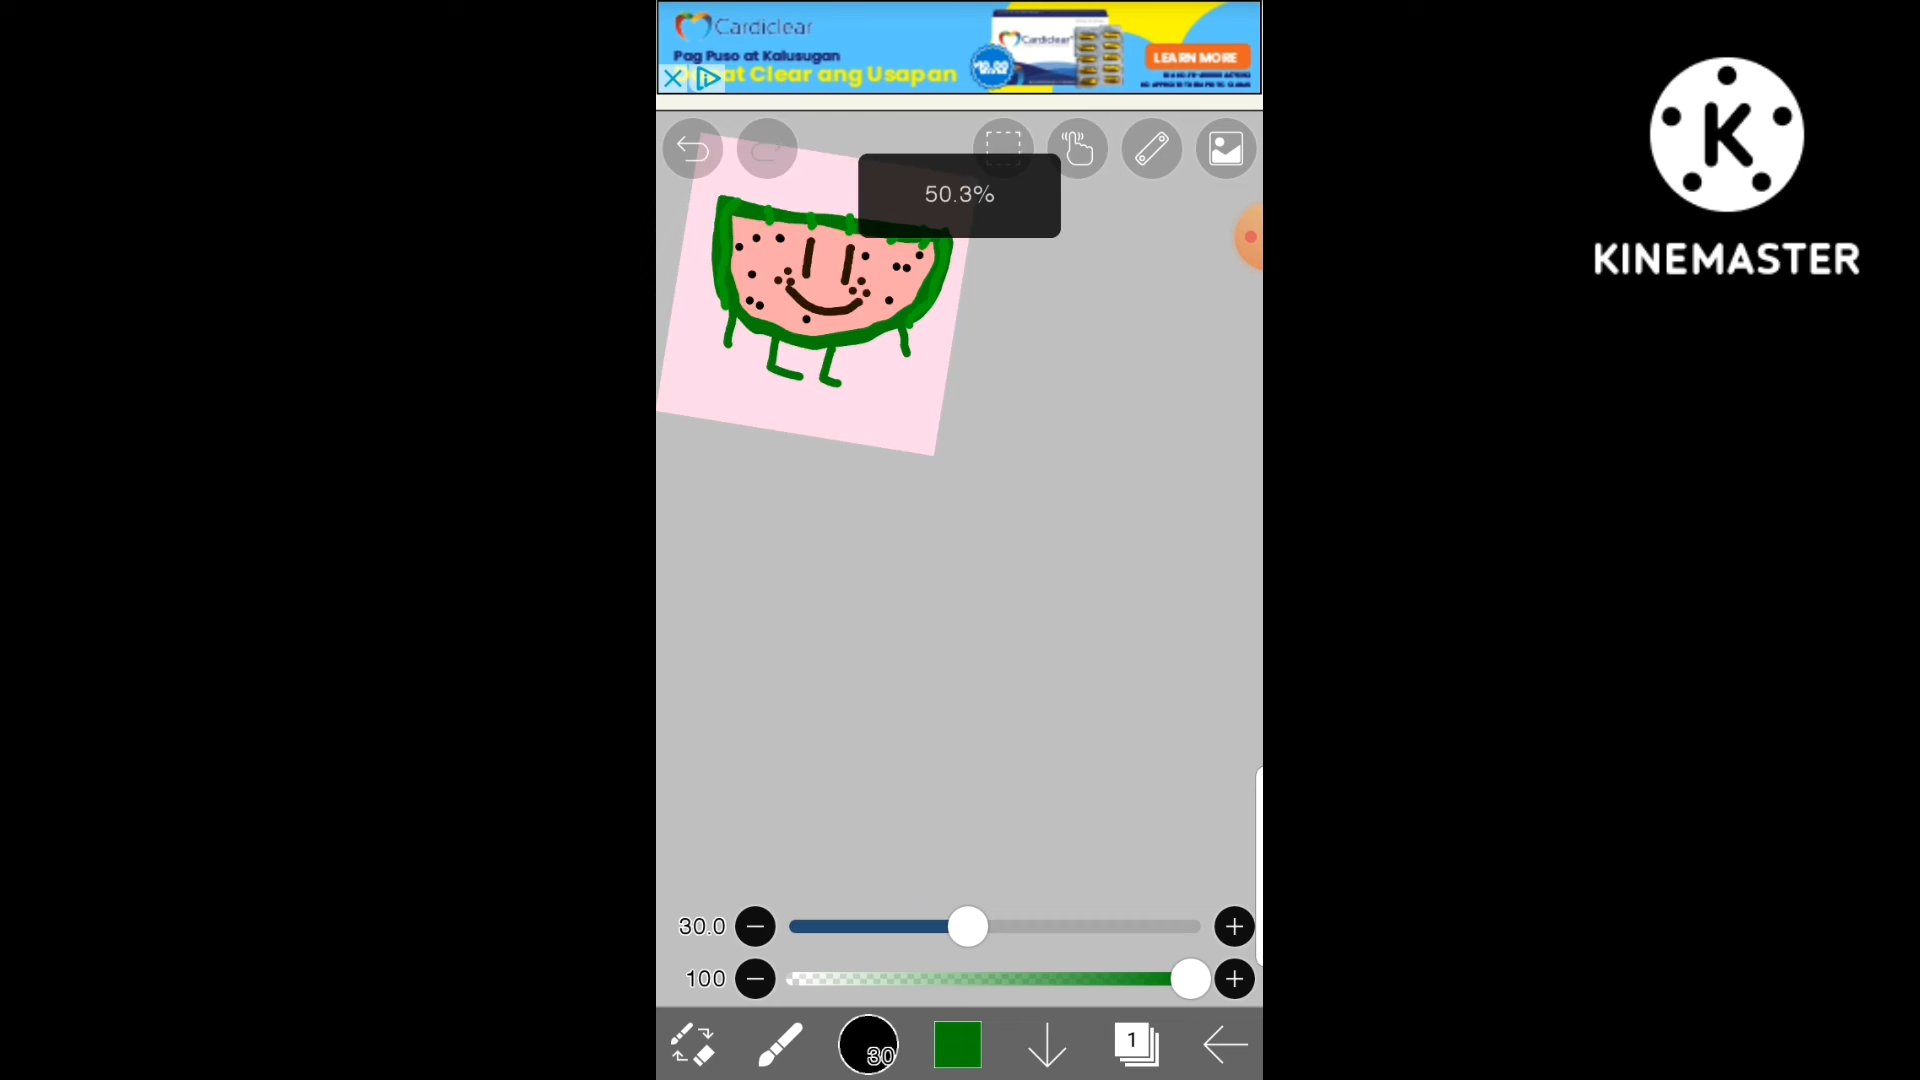 Cardiclear
Pag Puso at Kalusugan
at Clear ang Usapan
Cardiclear
LEARN MORE
50.3%
KINEMASTER
30.0
100
30
1